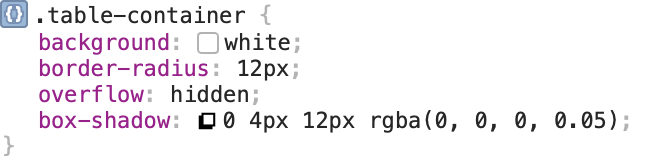 .table-container {
background: white;
border-radius: 12px;
overflow: hidden;
box-shadow: 0 4px 12px rgba(0, 0, 0, 0.05);
}